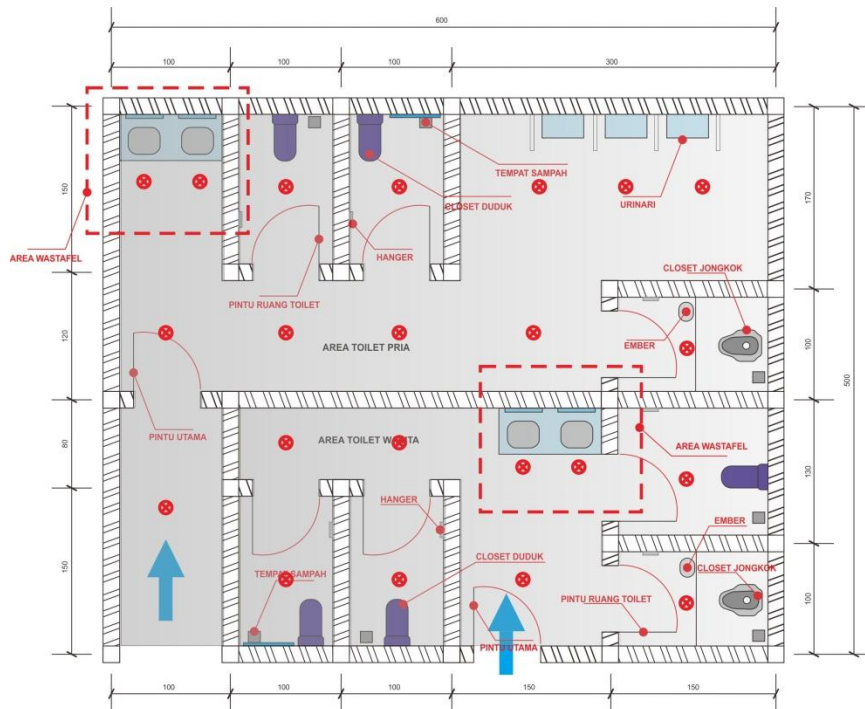 600
100
100
100
300
150
120
80
150
170
100
130
100
500
TEMPAT SAMPAH
URINARI
CLOSET DUDUK
AREA WASTAFEL
HANGER
CLOSET JONGKOK
PINTU RUANG TOILET
EMBER
AREA TOILET PRIA
PINTU UTAMA
AREA TOILET W
TA
AREA WASTAFEL
HANGER
EMBER
CLOSET DUDUK
TEMPAT SAMPAH
CLOSET JONGKOK
PINTU RUANG TOILET
PINTU UTAMA
100
100
100
150
150